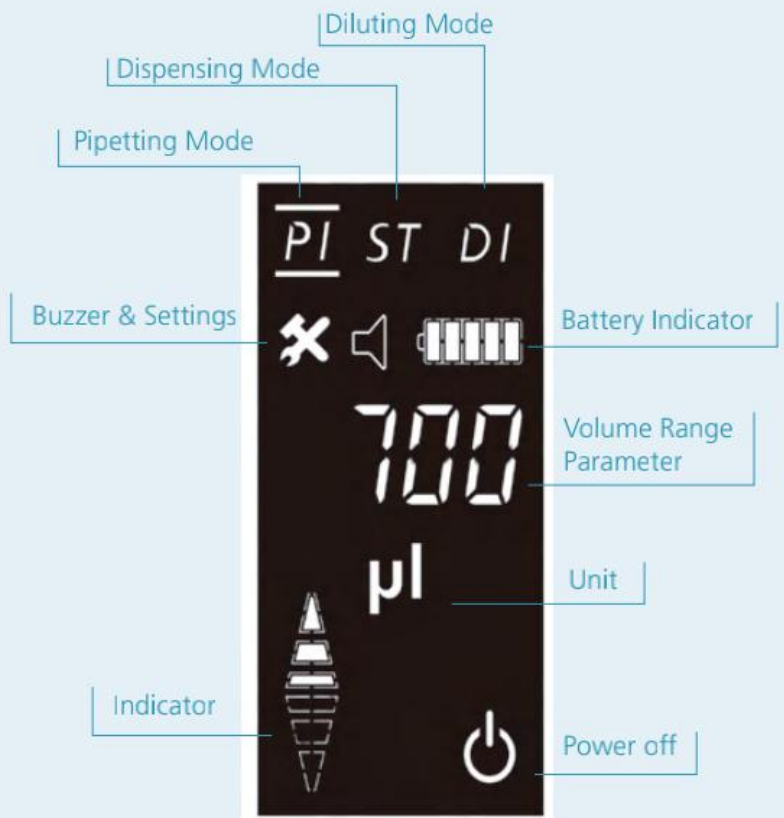 Diluting Mode
Dispensing Mode
Pipetting Mode
PI ST DI
Buzzer & Settings
Battery Indicator
700
Volume Range
Parameter
µl
Unit
Indicator
Power off